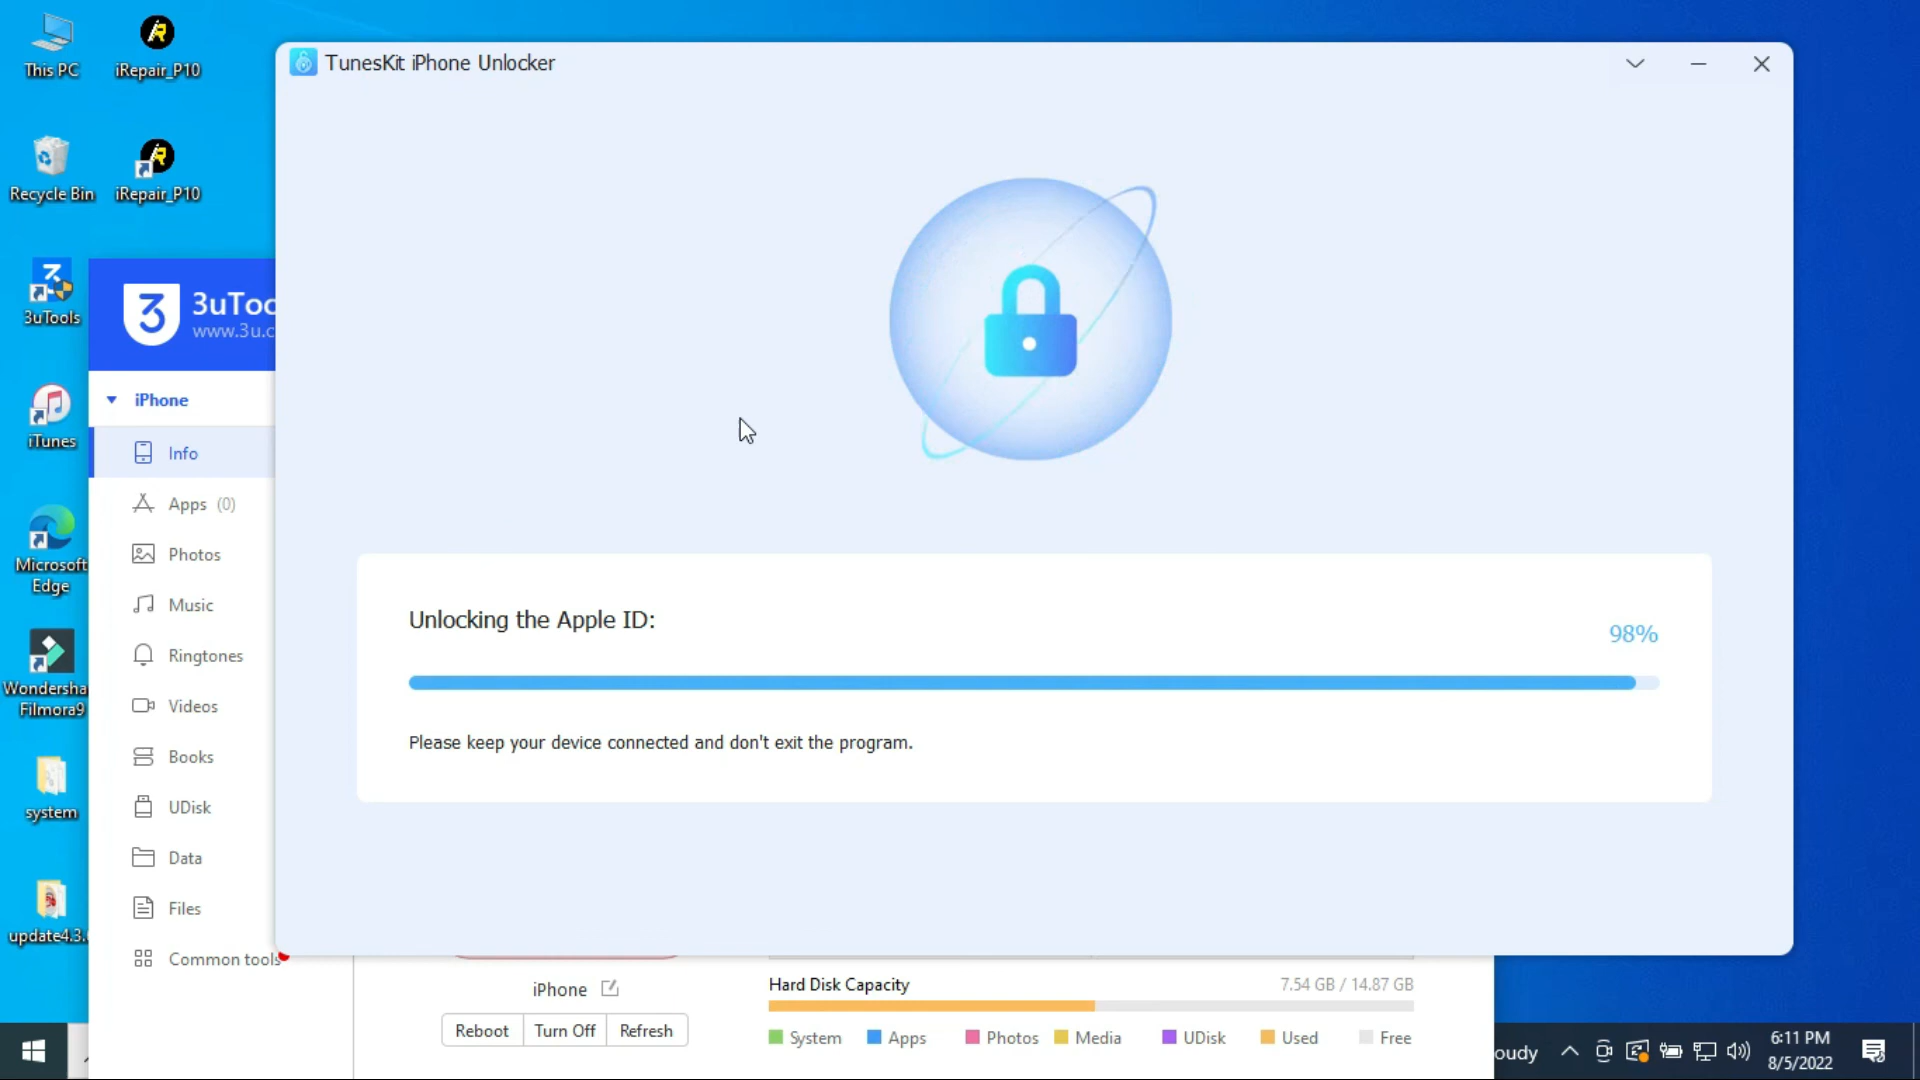 This PC
iRepair_P10
TunesKit iPhone Unlocker
Recycle Bin
iRepair_P10
3uTools
3uToo
www.3u.c
iTunes
iPhone
Info
Apps (0)
Microsoft
Edge
Photos
Music
Unlocking the Apple ID:
98%
Wondersha
Filmora9
Ringtones
Videos
Please keep your device connected and don't exit the program.
Books
system
UDisk
Data
Files
update4.3.
Common tools
iPhone
Hard Disk Capacity
7.54 GB / 14.87 GB
Reboot
Turn Off
Refresh
System
Apps
Photos
Media
UDisk
Used
Free
oudy
6:11 PM
8/5/2022